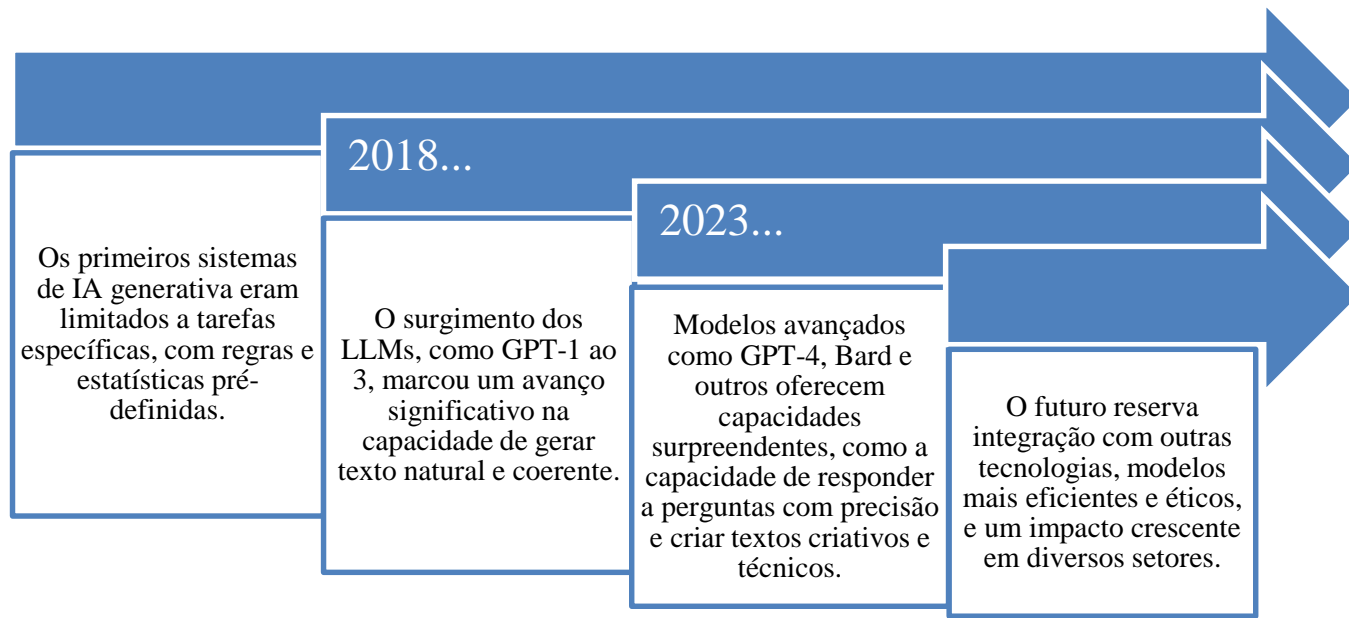 Os primeiros sistemas
de IA generativa eram
limitados a tarefas
específicas, com regras e
estatísticas pré-
definidas.
2018...
O surgimento dos
LLMs, como GPT-1 ao
3, marcou um avanço
significativo na
capacidade de gerar
texto natural e coerente.
2023...
Modelos avançados
como GPT-4, Bard e
outros oferecem
capacidades
surpreendentes, como a
capacidade de responder
a perguntas com precisão
e criar textos criativos e
técnicos.
O futuro reserva
integração com outras
tecnologias, modelos
mais eficientes e éticos,
e um impacto crescente
em diversos setores.